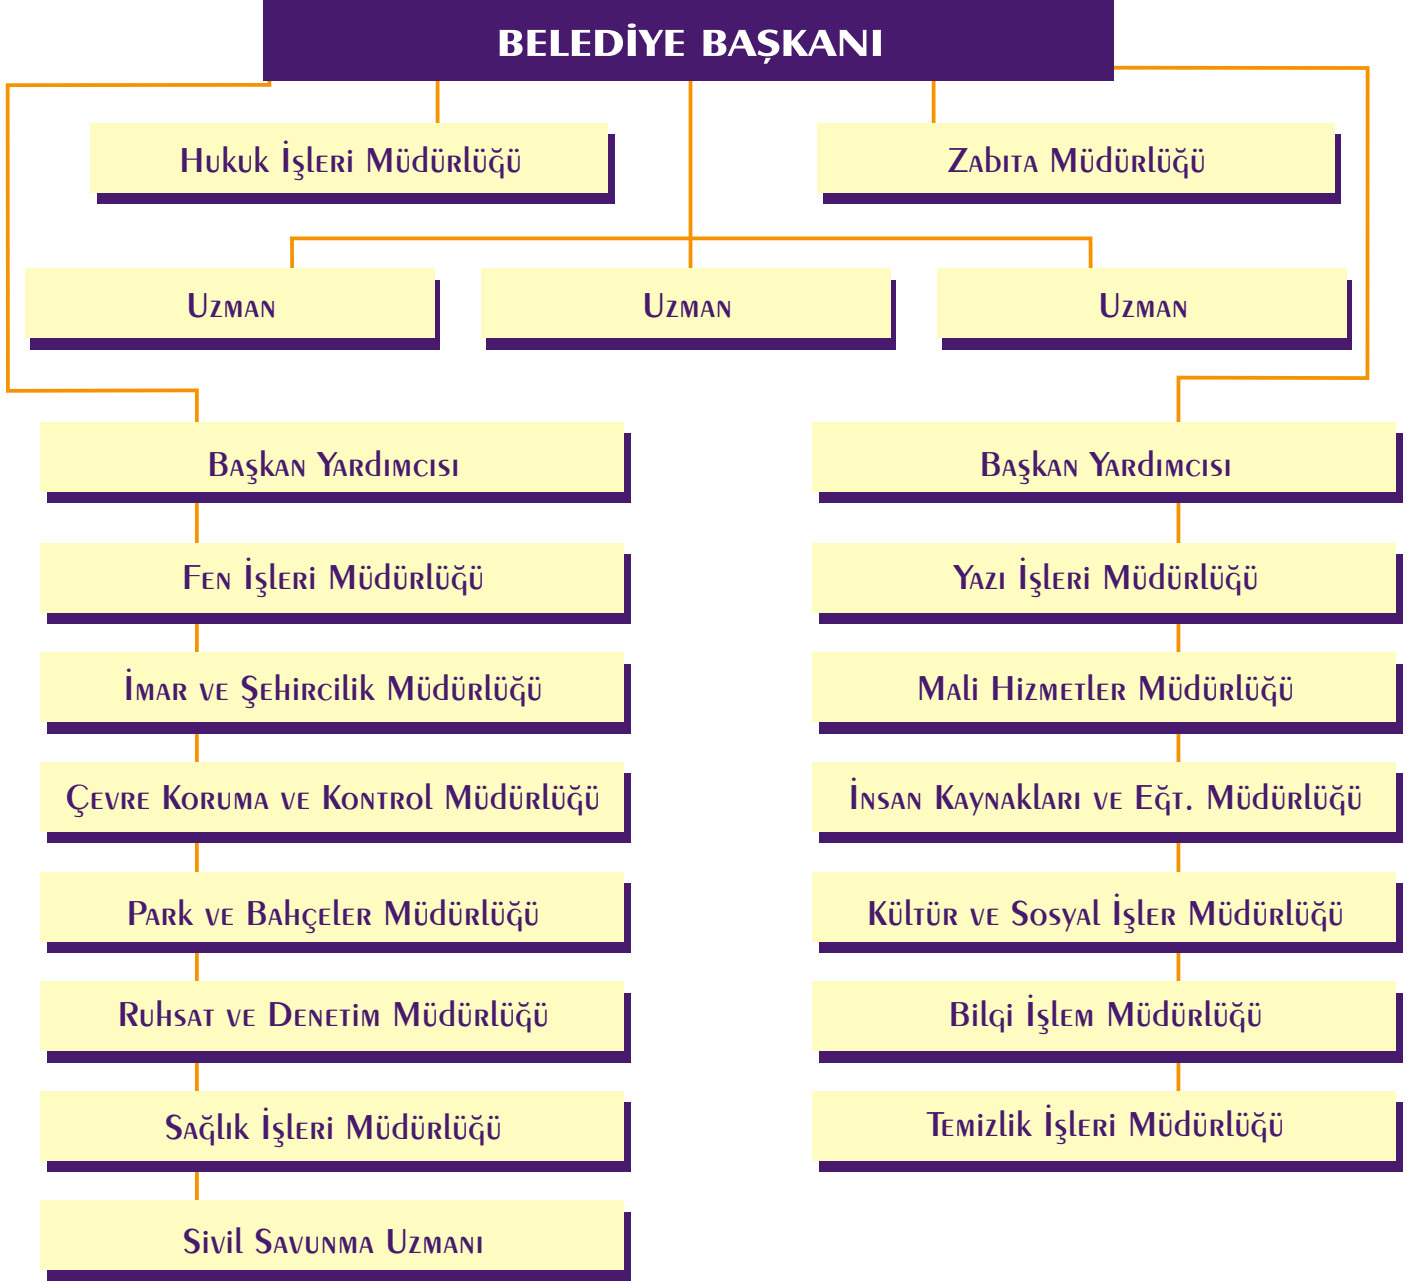 BELEDİYE BAŞKANI
Hukuk İşleri Müdürlüğü
Zabıta Müdürlüğü
Uzman
Uzman
Uzman
Başkan Yardımcısı
Fen İşleri Müdürlüğü
İmar ve Şehircilik Müdürlüğü
Çevre Koruma ve Kontrol Müdürlüğü
Park ve Bahçeler Müdürlüğü
Ruhsat ve Denetim Müdürlüğü
Sağlık İşleri Müdürlüğü
Sivil Savunma Uzmanı
Başkan Yardımcısı
Yazı İşleri Müdürlüğü
Mali Hizmetler Müdürlüğü
İnsan Kaynakları ve Eğt. Müdürlüğü
Kültür ve Sosyal İşler Müdürlüğü
Bilgi İşlem Müdürlüğü
Temizlik İşleri Müdürlüğü